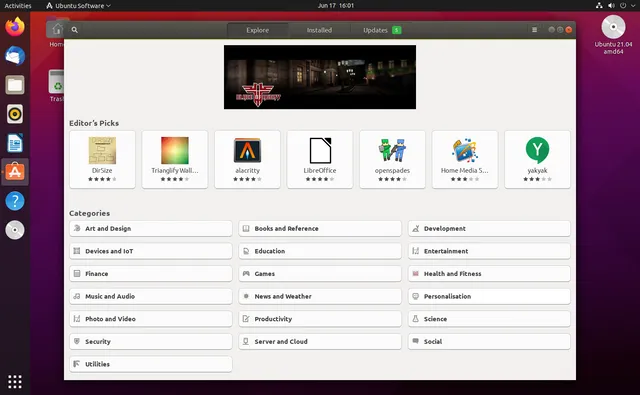 Activities Ubuntu Software Jun 17 16:01
Explore Installed Updates 1
Home
Trash
Ubuntu 21.04 amd64
Editor's Picks
DirSize Trianglify Wall... alacritty LibreOffice openspades Home Media S... yakyak
Categories
Art and Design Books and Reference Development
Devices and IoT Education Entertainment
Finance Games Health and Fitness
Music and Audio News and Weather Personalisation
Photo and Video Productivity Science
Security Server and Cloud Social
Utilities